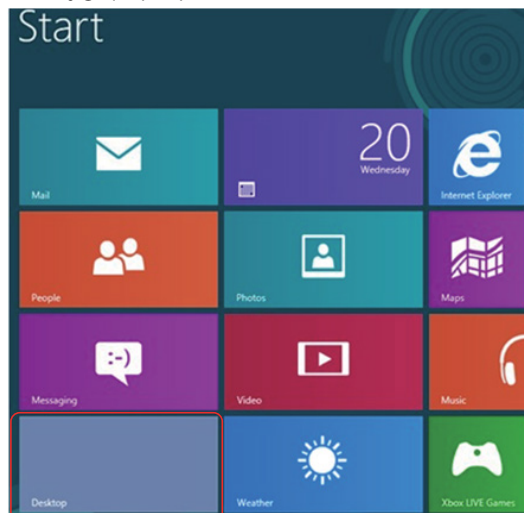 Start
Mail
20
Wednesday
Internet Explorer
People
Photos
Maps
Messaging
:-)
Video
Music
Desktop
Weather
Xbox LIVE Games